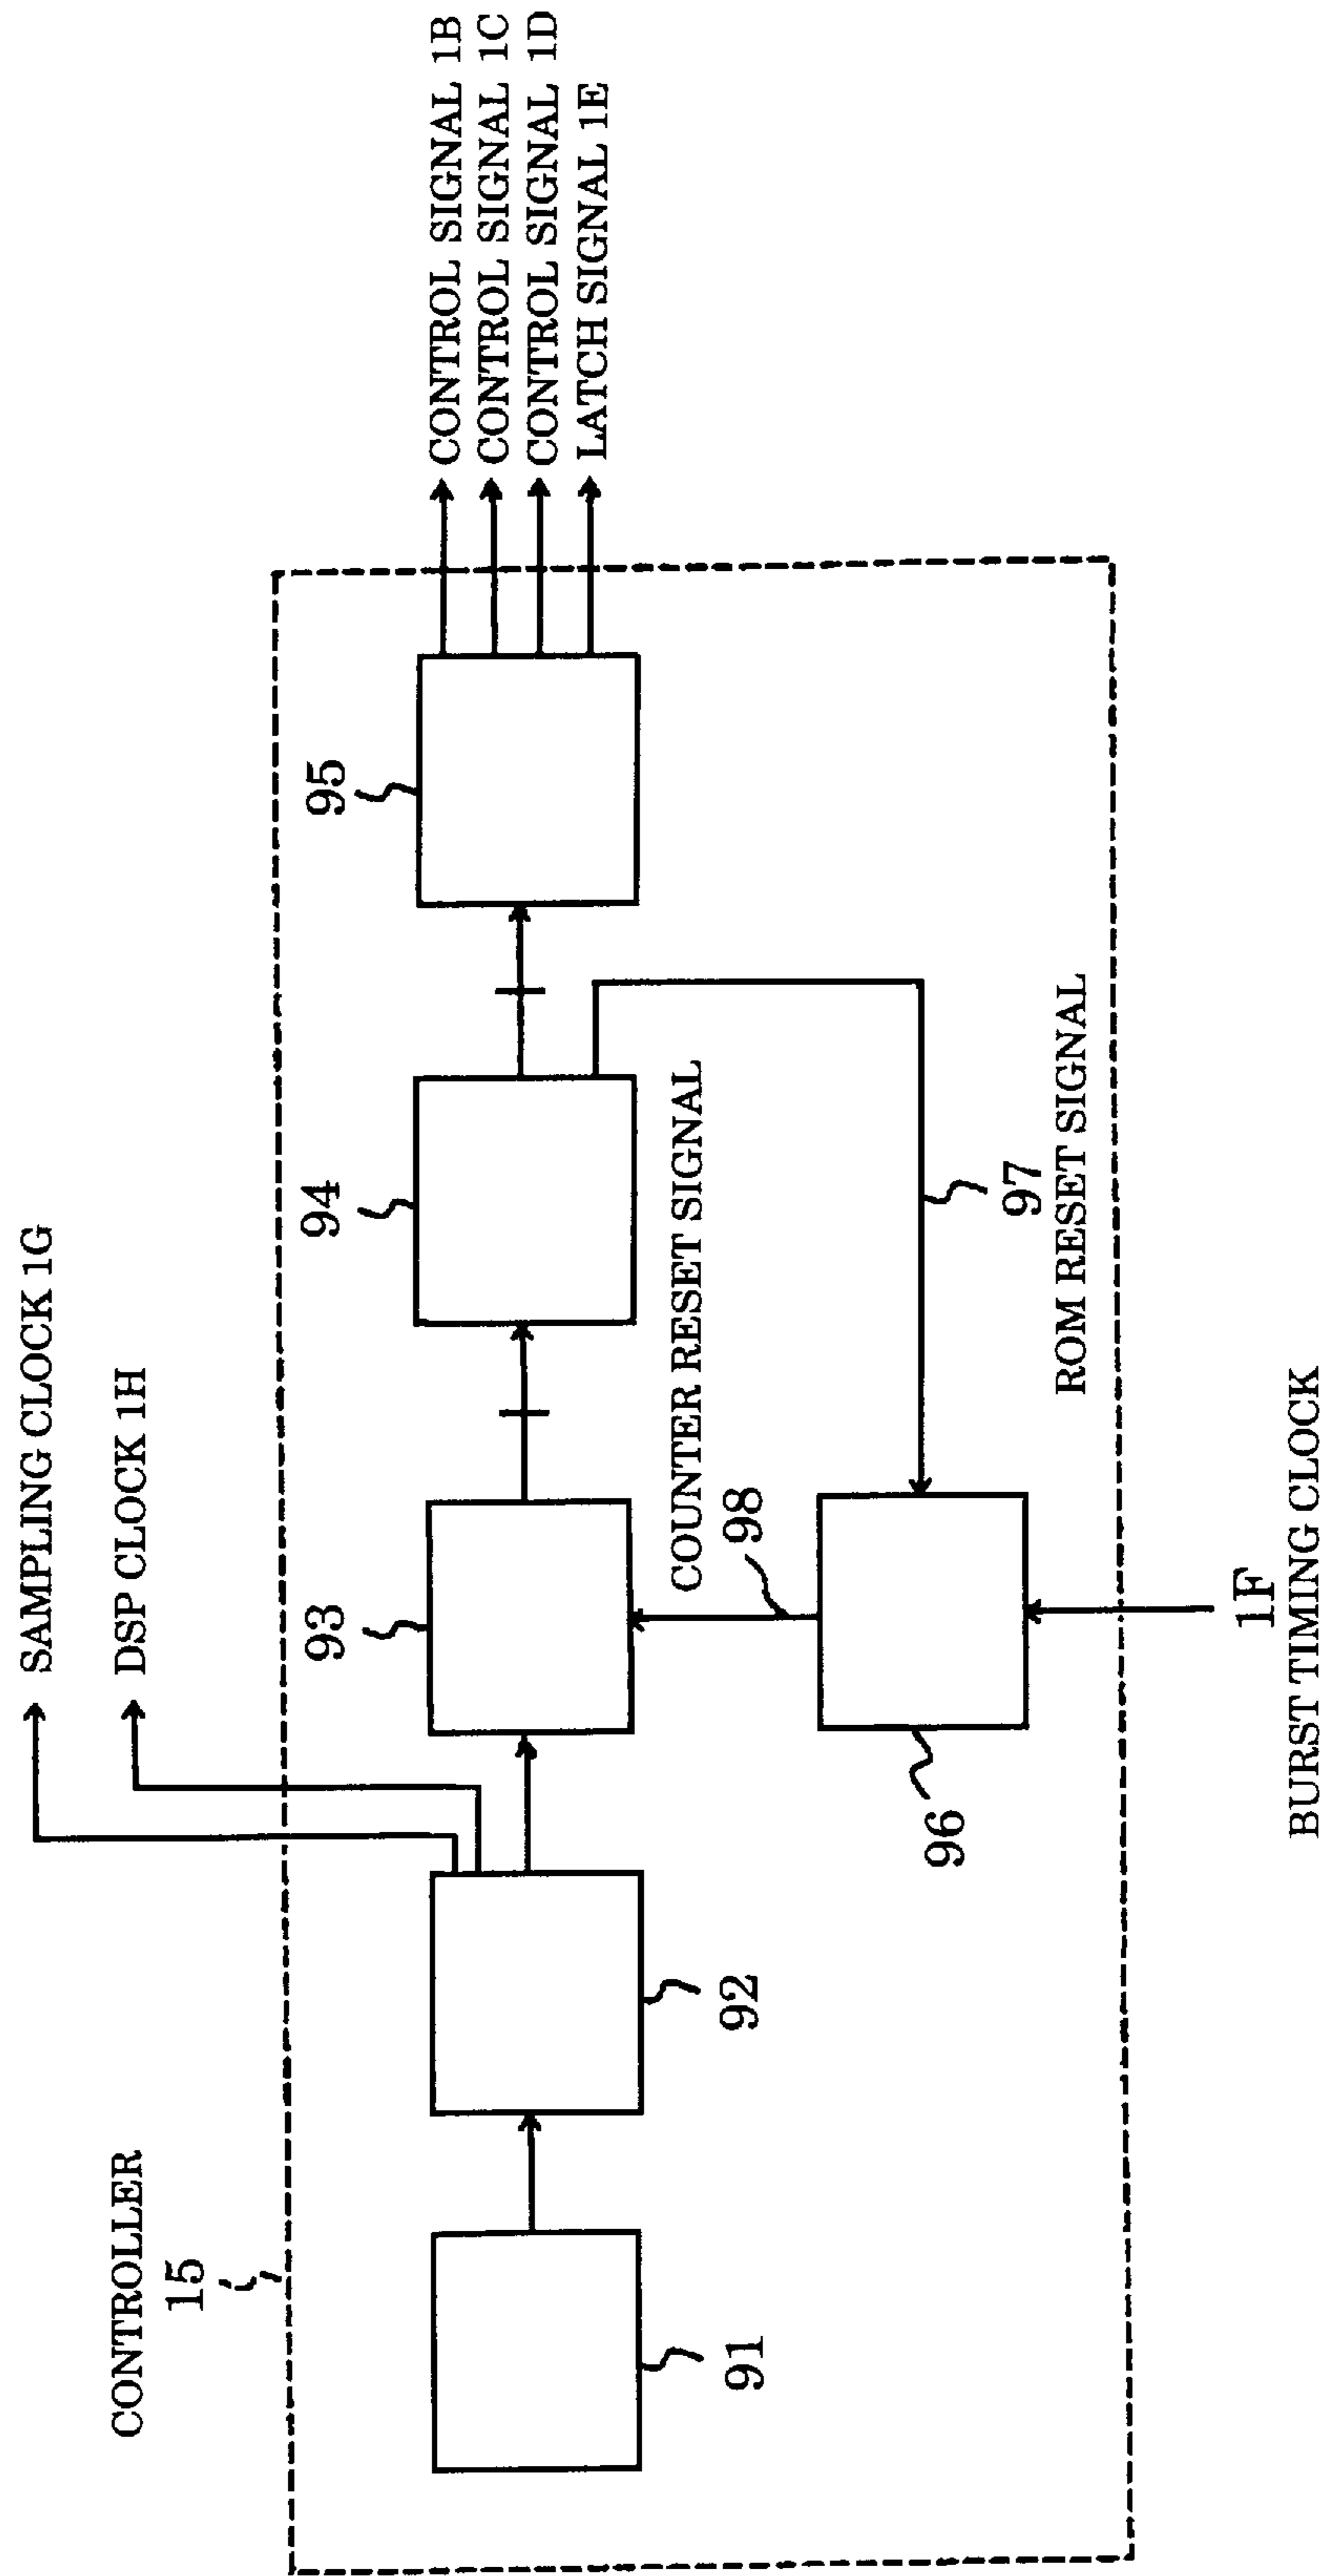 CONTROLLER
15
SAMPLING CLOCK 1G
DSP CLOCK 1H
91
92
93
94
95
CONTROL SIGNAL 1B
CONTROL SIGNAL 1C
CONTROL SIGNAL 1D
LATCH SIGNAL 1E
COUNTER RESET SIGNAL
98
96
97
ROM RESET SIGNAL
1F
BURST TIMING CLOCK